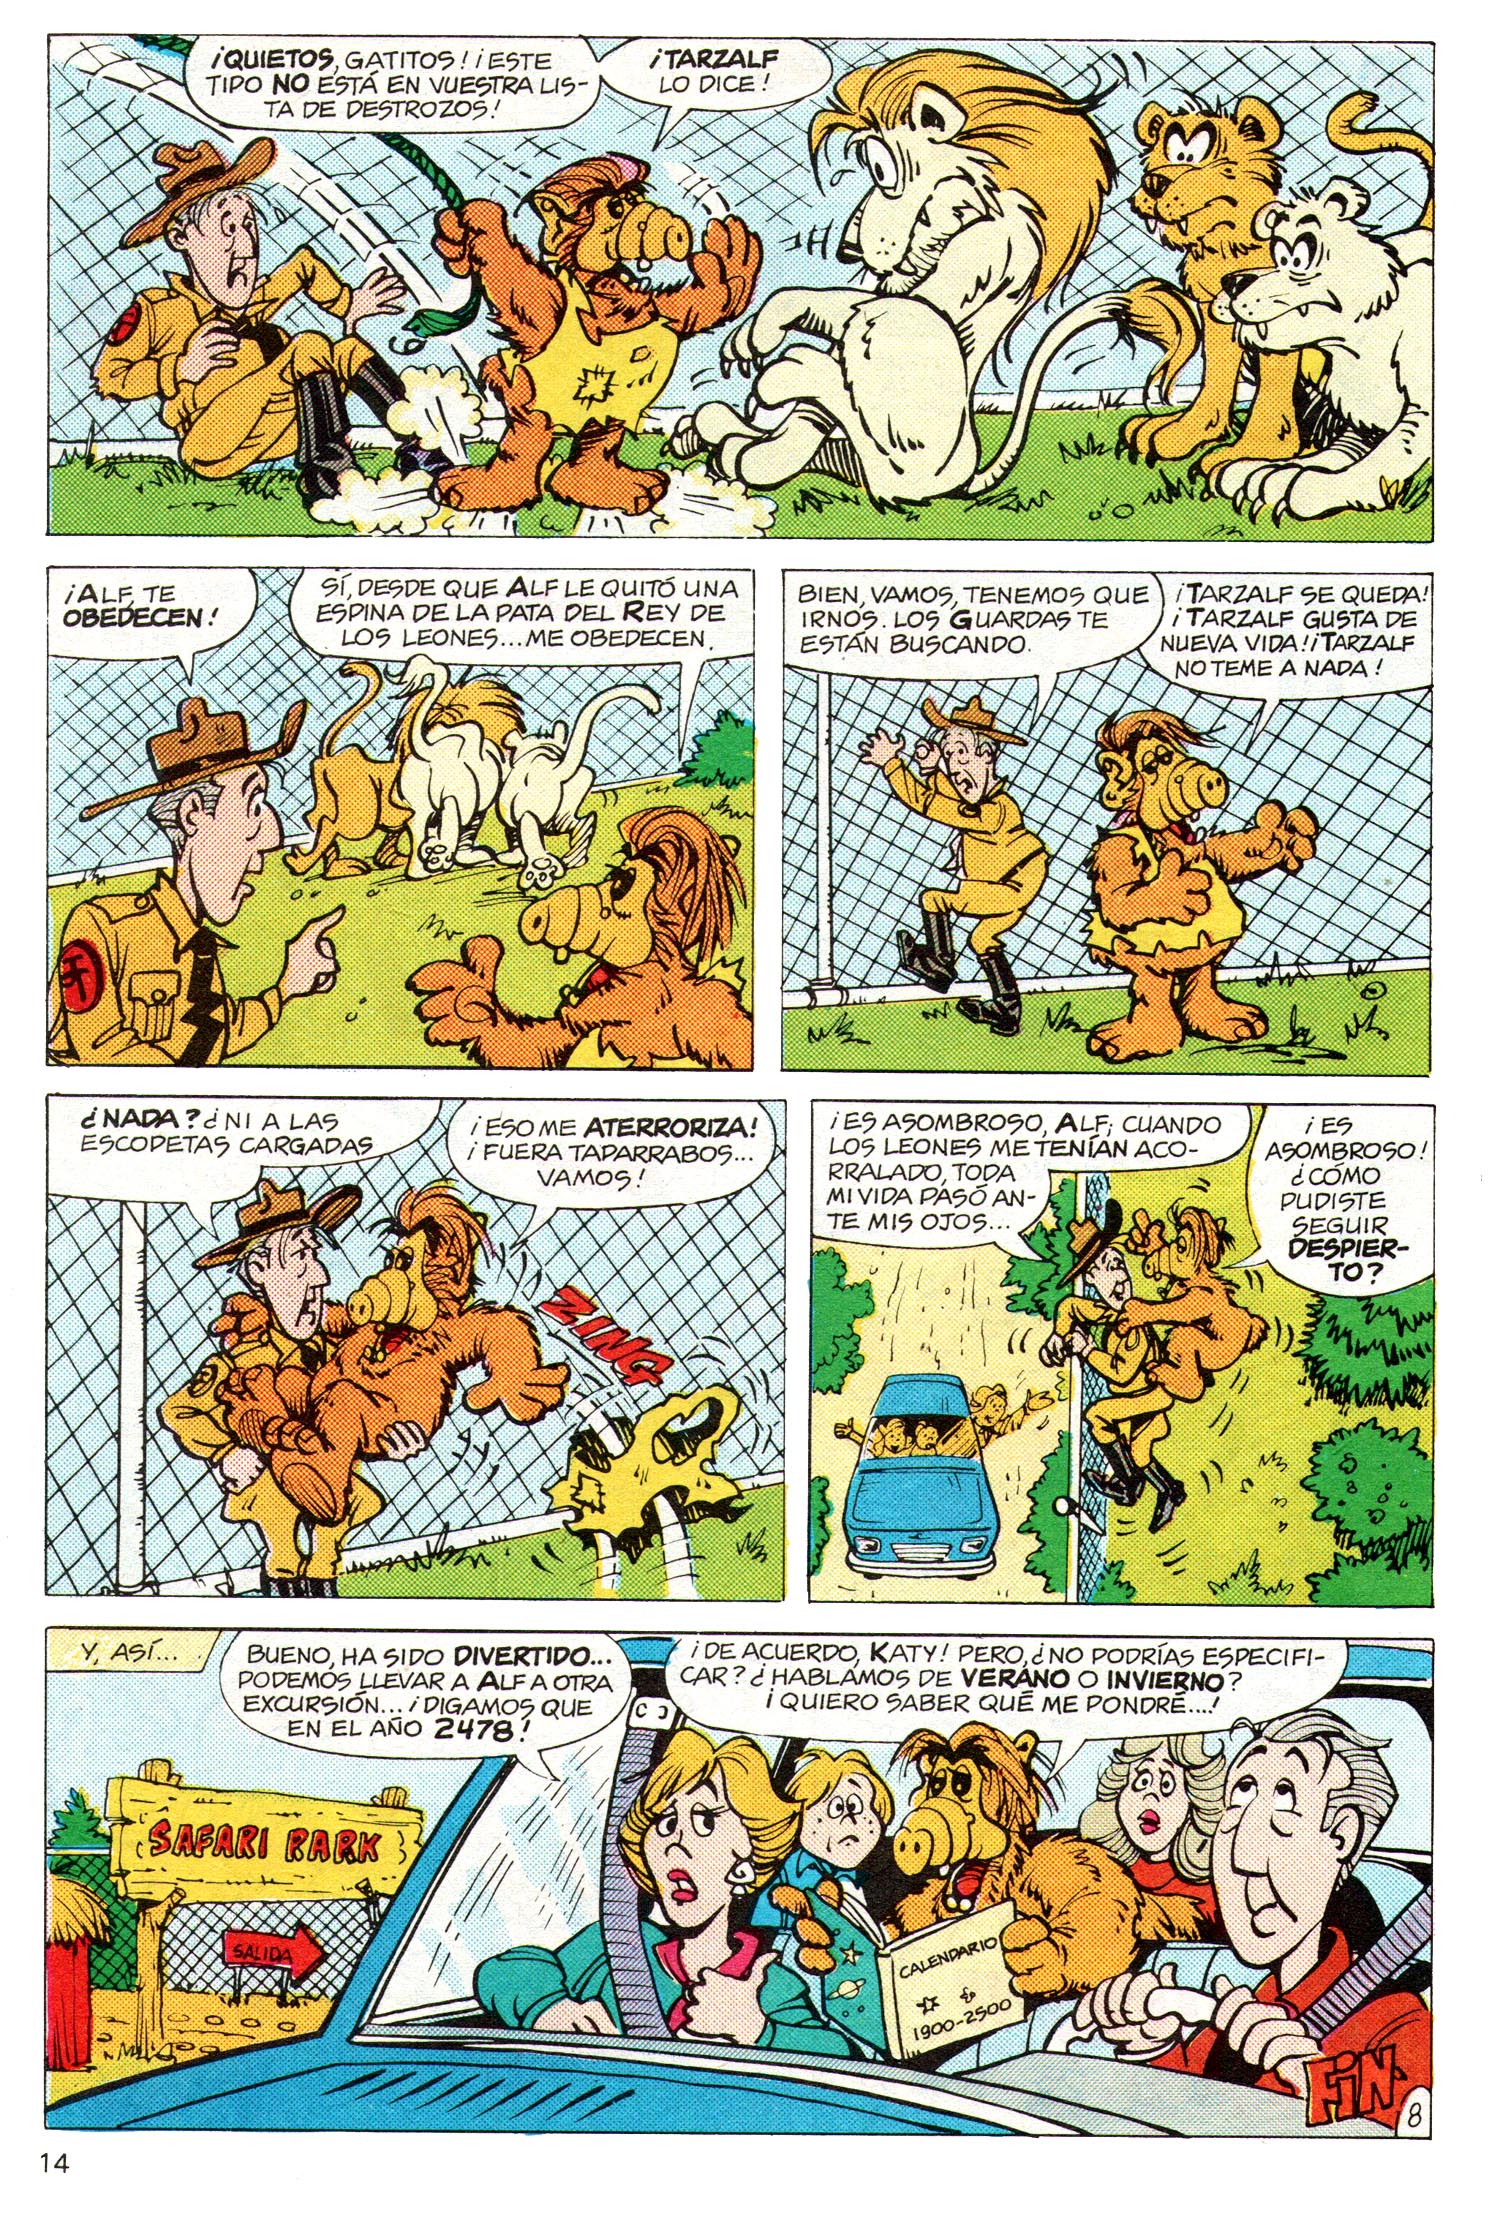 ¡QUIETOS, GATITOS! ¡ESTE
TIPO NO ESTÁ EN VUESTRA LIS-
TA DE DESTROZOS!
¡TARZALF
LO DICE!
¡ALF, TE
OBEDECEN!
SÍ, DESDE QUE ALF LE QUITÓ UNA
ESPINA DE LA PATA DEL REY DE
LOS LEONES... ME OBEDECEN.
BIEN, VAMOS, TENEMOS QUE
IRNOS. LOS GUARDAS TE
ESTÁN BUSCANDO.
¡TARZALF SE QUEDA!
¡TARZALF GUSTA DE
NUEVA VIDA! ¡TARZALF
NO TEME A NADA!
¿NADA? ¿NI A LAS
ESCOPETAS CARGADAS
¡ESO ME ATERRORIZA!
¡FUERA TAPARRABOS...
VAMOS!
ZING
¡ES ASOMBROSO, ALF; CUANDO
LOS LEONES ME TENÍAN ACO-
RRALADO, TODA
MI VIDA PASÓ AN-
TE MIS OJOS...
¡ES
ASOMBROSO!
¿CÓMO
PUDISTE
SEGUIR
DESPIER-
TO?
Y, ASÍ...
BUENO, HA SIDO DIVERTIDO...
PODEMOS LLEVAR A ALF A OTRA
EXCURSIÓN... ¡DIGAMOS QUE
EN EL AÑO 2478!
¡DE ACUERDO, KATY! PERO, ¿NO PODRÍAS ESPECIFI-
CAR? ¿HABLAMOS DE VERANO O INVIERNO?
¡QUIERO SABER QUÉ ME PONDRÉ....!
SAFARI PARK
SALIDA
CALENDARIO
1900-2500
FIN.
8
14